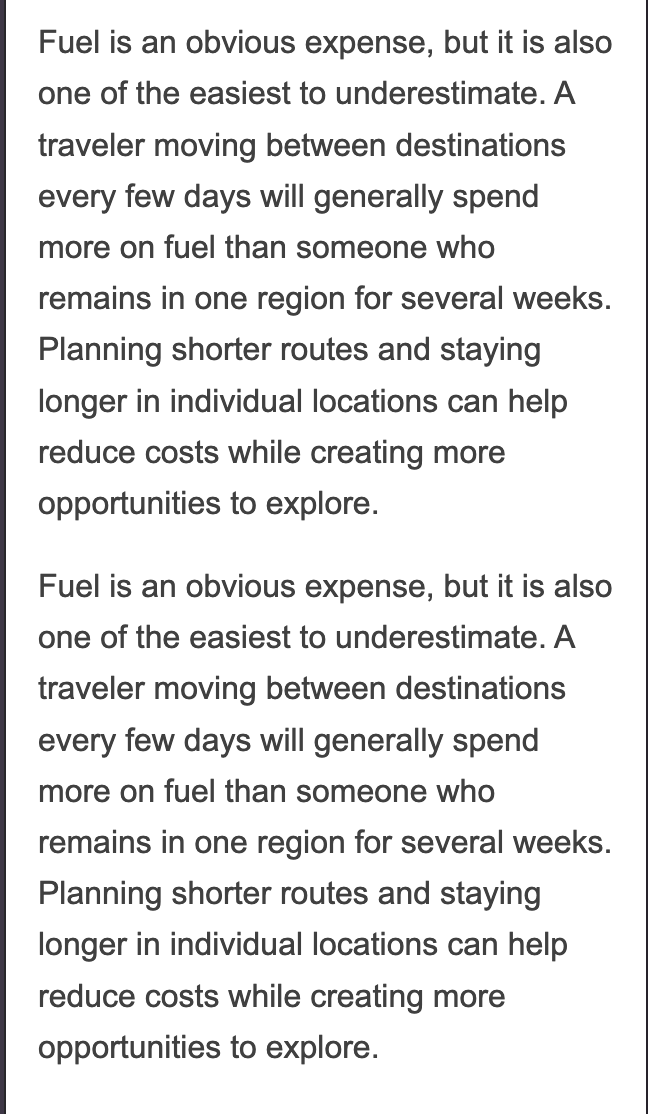 Fuel is an obvious expense, but it is also
one of the easiest to underestimate. A
traveler moving between destinations
every few days will generally spend
more on fuel than someone who
remains in one region for several weeks.
Planning shorter routes and staying
longer in individual locations can help
reduce costs while creating more
opportunities to explore.
Fuel is an obvious expense, but it is also
one of the easiest to underestimate. A
traveler moving between destinations
every few days will generally spend
more on fuel than someone who
remains in one region for several weeks.
Planning shorter routes and staying
longer in individual locations can help
reduce costs while creating more
opportunities to explore.